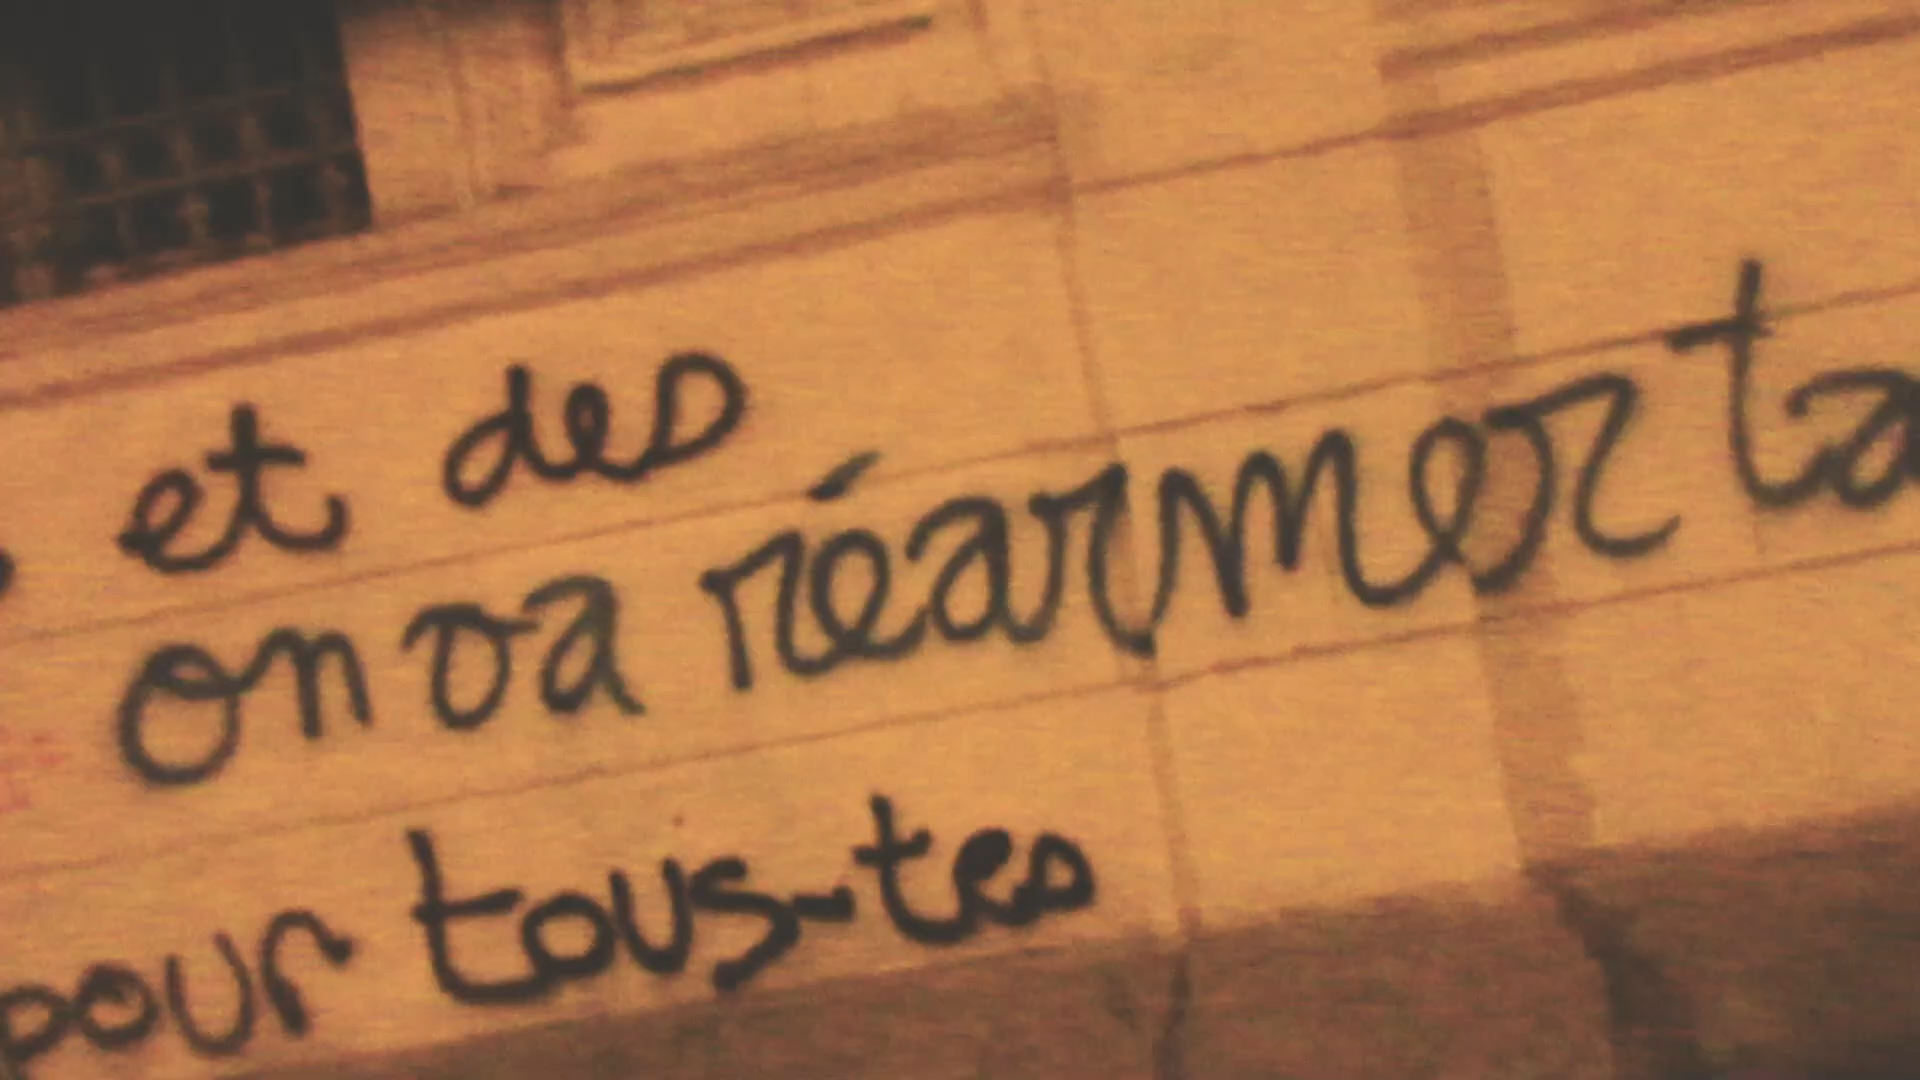 et des
on va réarmer ta
pour tous-tes